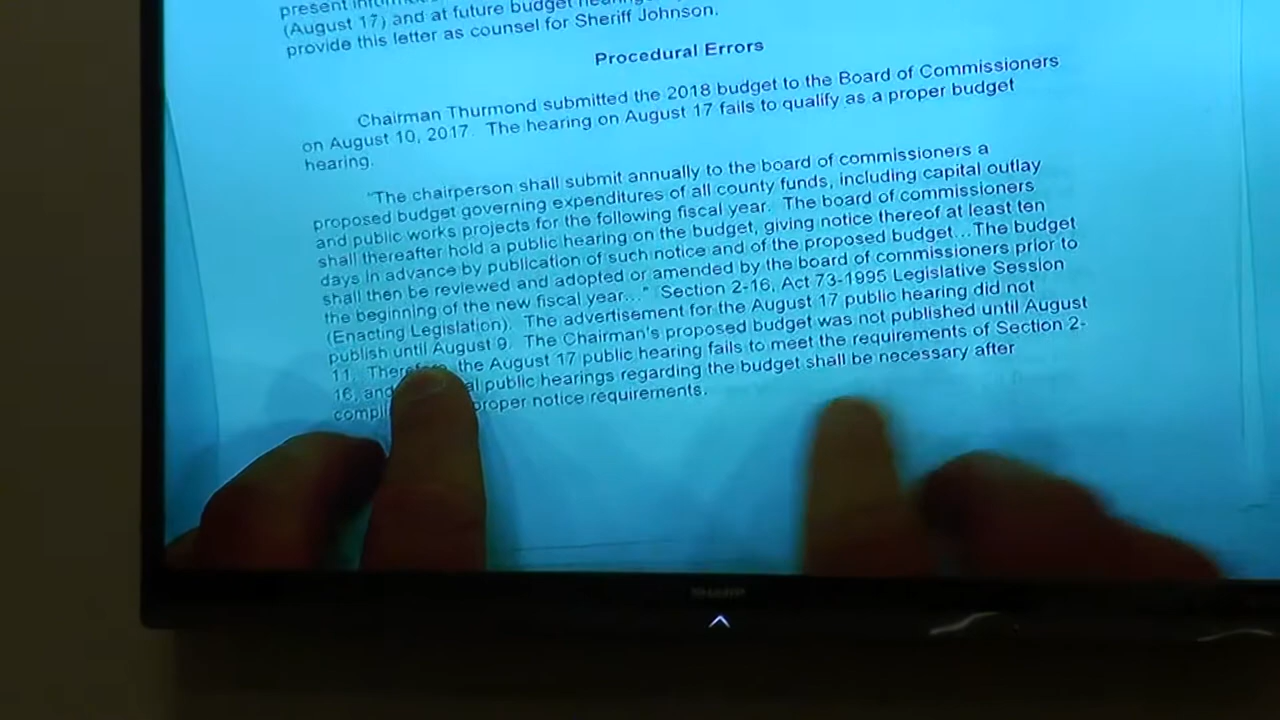 present
(August 17) and at future budget
provide this letter as counsel for Sheriff Johnson.
Procedural Errors
Chairman Thurmond submitted the 2018 budget to the Board of Commissioners
on August 10, 2017. The hearing on August 17 fails to qualify as a proper budget
hearing.
"The chairperson shall submit annually to the board of commissioners a
proposed budget governing expenditures of all county funds, including capital outlay
and public works projects for the following fiscal year. The board of commissioners
shall thereafter hold a public hearing on the budget, giving notice thereof at least ten
days in advance by publication of such notice and of the proposed budget...The budget
shall then be reviewed and adopted or amended by the board of commissioners prior to
the beginning of the new fiscal year..." Section 2-16, Act 73-1995 Legislative Session
(Enacting Legislation). The advertisement for the August 17 public hearing did not
publish until August 9. The Chairman's proposed budget was not published until August
11. Therefore, the August 17 public hearing fails to meet the requirements of Section 2-
16, and al public hearings regarding the budget shall be necessary after
compli proper notice requirements.
SHARP